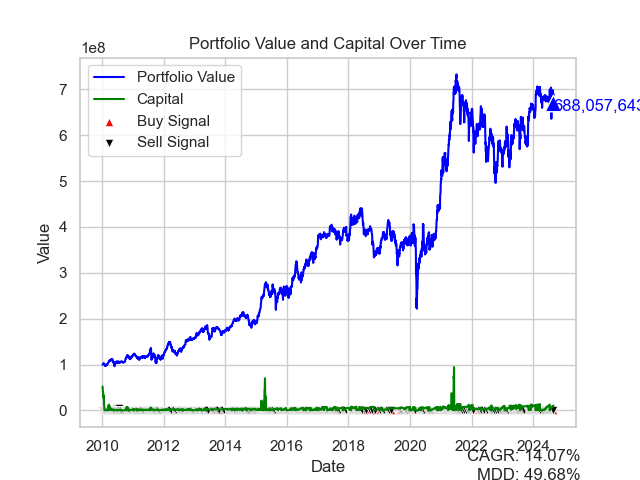 Portfolio Value and Capital Over Time
1e8
Portfolio Value
Capital
Buy Signal
Sell Signal
7
6
5
4
3
2
1
0
Value
688,057,643
2010 2012 2014 2016 2018 2020 2022 2024
Date
CAGR: 14.07%
MDD: 49.68%